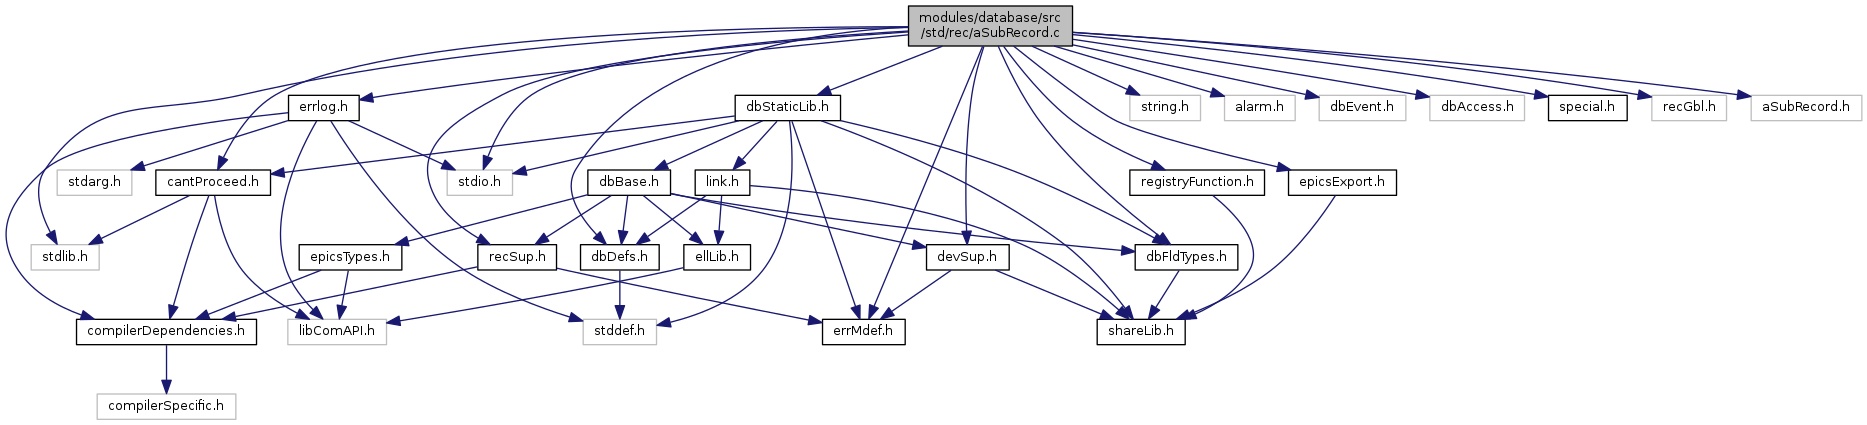 modules/database/src
/std/rec/aSubRecord.c
errlog.h
dbStaticLib.h
string.h
alarm.h
dbEvent.h
dbAccess.h
special.h
recGbl.h
aSubRecord.h
stdarg.h
cantProceed.h
stdio.h
dbBase.h
link.h
registryFunction.h
epicsExport.h
stdlib.h
epicsTypes.h
recSup.h
dbDefs.h
ellLib.h
devSup.h
dbFldTypes.h
compilerDependencies.h
libComAPI.h
stddef.h
errMdef.h
shareLib.h
compilerSpecific.h